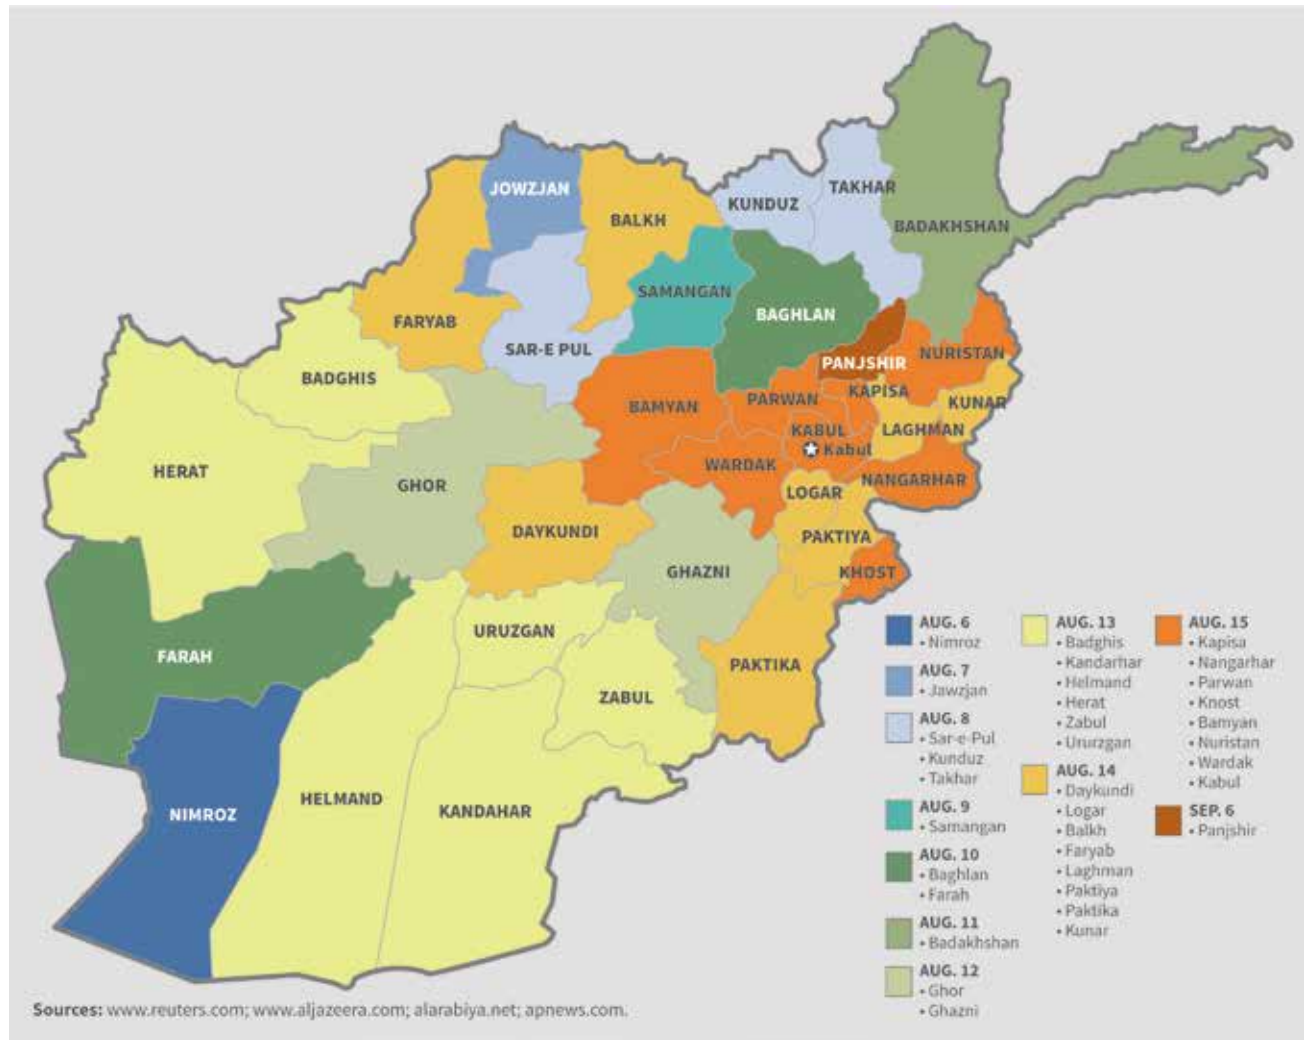 JOWZJAN
BALKH
KUNDUZ
TAKHAR
BADAKHSHAN
SAMANGAN
BAGHLAN
FARYAB
SAR-E PUL
PANJSHIR
NURISTAN
BADGHIS
KAPISA
PARWAN
KUNAR
BAMYAN
KABUL
LAGHMAN
Kabul
WARDAK
HERAT
GHOR
LOGAR
NANGARHAR
DAYKUNDI
PAKTIYA
GHAZNI
KHOST
URUZGAN
FARAH
PAKTIKA
ZABUL
HELMAND
KANDAHAR
NIMROZ
AUG. 6
• Nimroz
AUG. 7
• Jawzjan
AUG. 8
• Sar-e-Pul
• Kunduz
• Takhar
AUG. 9
• Samangan
AUG. 10
• Baghlan
• Farah
AUG. 11
• Badakhshan
AUG. 12
• Ghor
• Ghazni
AUG. 13
• Badghis
• Kandarhar
• Helmand
• Herat
• Zabul
• Ururzgan
AUG. 14
• Daykundi
• Logar
• Balkh
• Faryab
• Laghman
• Paktiya
• Paktika
• Kunar
AUG. 15
• Kapisa
• Nangarhar
• Parwan
• Knost
• Bamyan
• Nuristan
• Wardak
• Kabul
SEP. 6
• Panjshir
Sources: www.reuters.com; www.aljazeera.com; alarabiya.net; apnews.com.